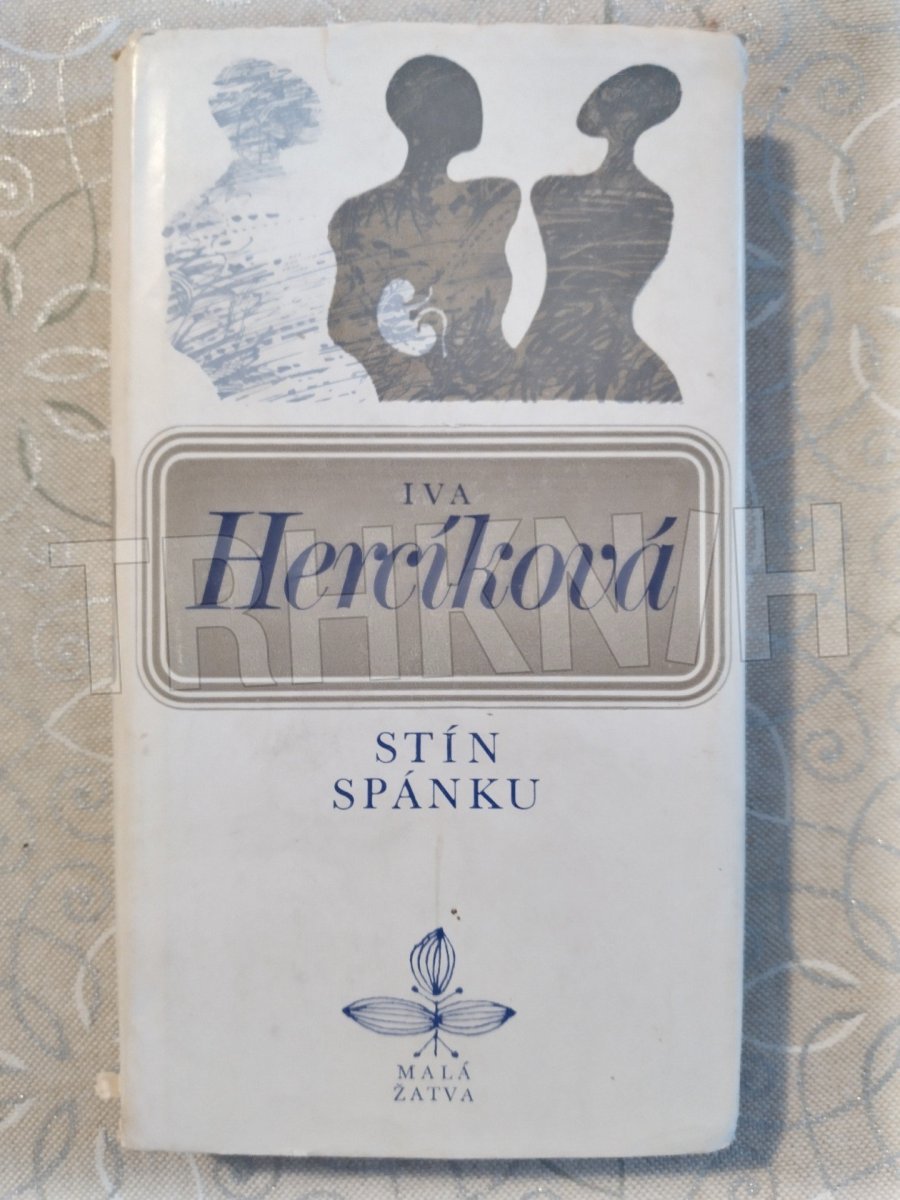 IVA
Hercíková
TRHKNIH
STÍN
SPÁNKU
MALÁ
ŽATVA